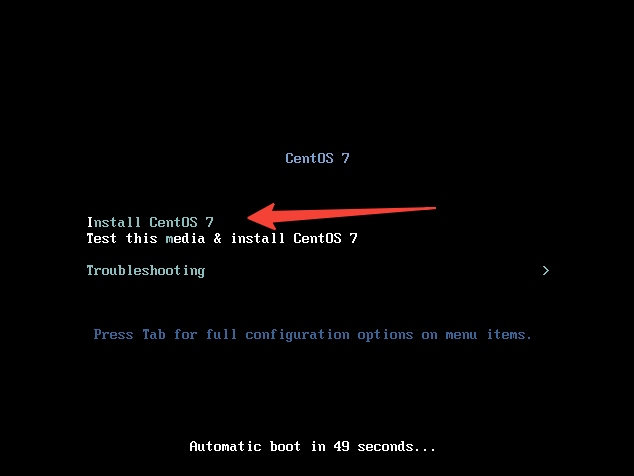 CentOS 7
Install CentOS 7
Test this media & install CentOS 7
Troubleshooting >
Press Tab for full configuration options on menu items.
Automatic boot in 49 seconds...